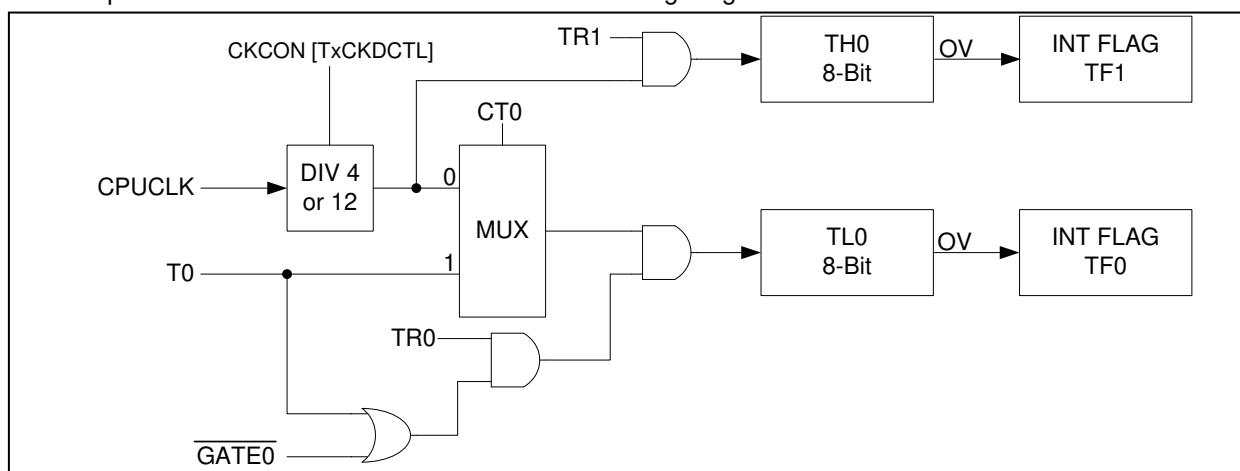 TR1
CKCON [TxCKDCTL]
TH0
8-Bit
OV
INT FLAG
TF1
CT0
CPUCLK
DIV 4
or 12
0
MUX
1
T0
TL0
8-Bit
OV
INT FLAG
TF0
TR0
GATE0